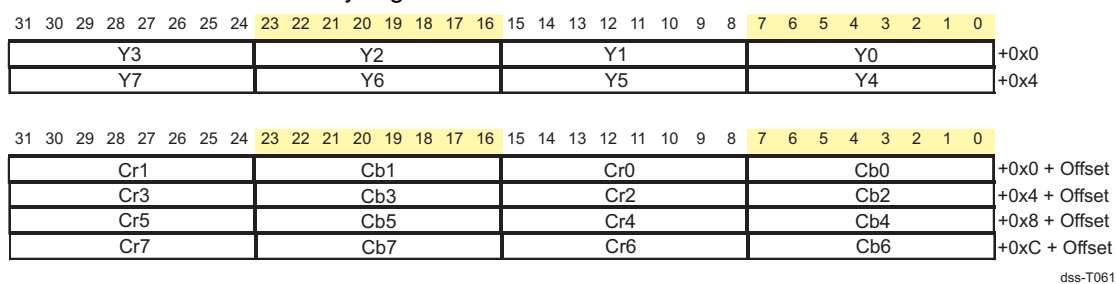 31 30 29 28 27 26 25 24 23 22 21 20 19 18 17 16 15 14 13 12 11 10 9 8 7 6 5 4 3 2 1 0
Y3 Y2 Y1 Y0 +0x0
Y7 Y6 Y5 Y4 +0x4
31 30 29 28 27 26 25 24 23 22 21 20 19 18 17 16 15 14 13 12 11 10 9 8 7 6 5 4 3 2 1 0
Cr1 Cb1 Cr0 Cb0 +0x0 + Offset
Cr3 Cb3 Cr2 Cb2 +0x4 + Offset
Cr5 Cb5 Cr4 Cb4 +0x8 + Offset
Cr7 Cb7 Cr6 Cb6 +0xC + Offset
dss-T061